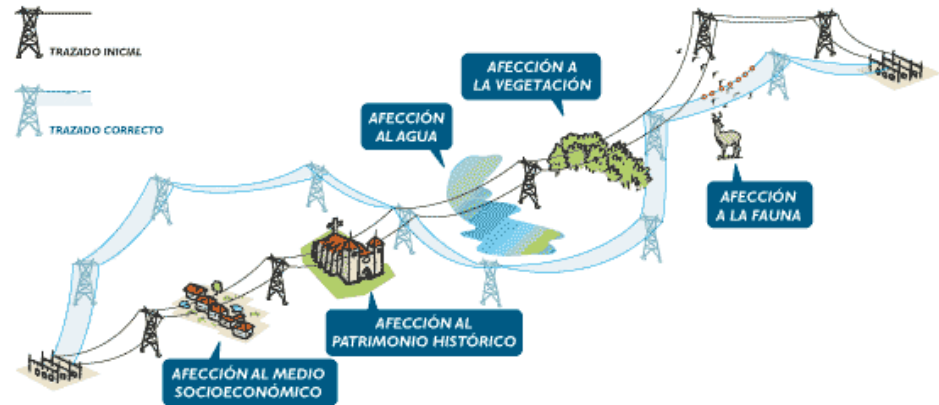 TRAZADO INICIAL
TRAZADO CORRECTO
AFECCIÓN A
LA VEGETACIÓN
AFECCIÓN
AL AGUA
AFECCIÓN
A LA FAUNA
AFECCIÓN AL
PATRIMONIO HISTÓRICO
AFECCIÓN AL MEDIO
SOCIOECONÓMICO